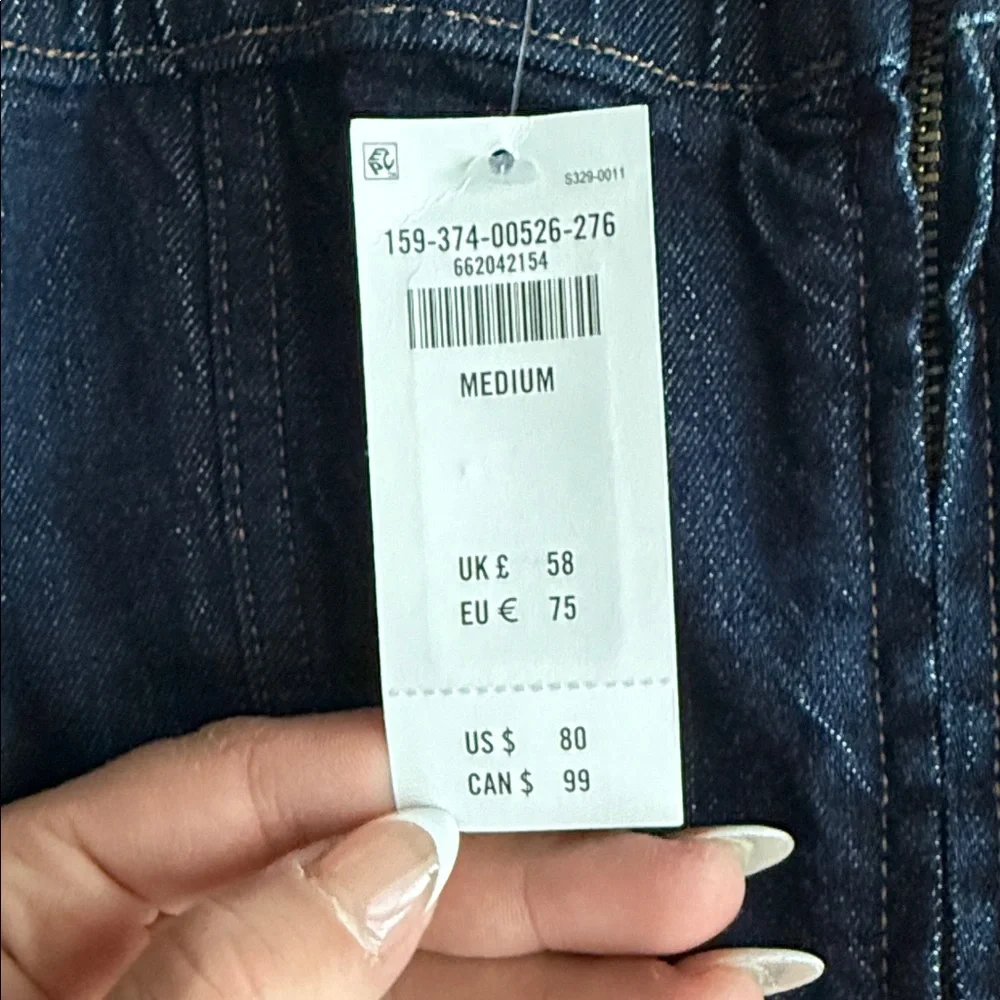 S329-0011
159-374-00526-276
662042154
MEDIUM
UK £ 58
EU € 75
US $ 80
CAN $ 99